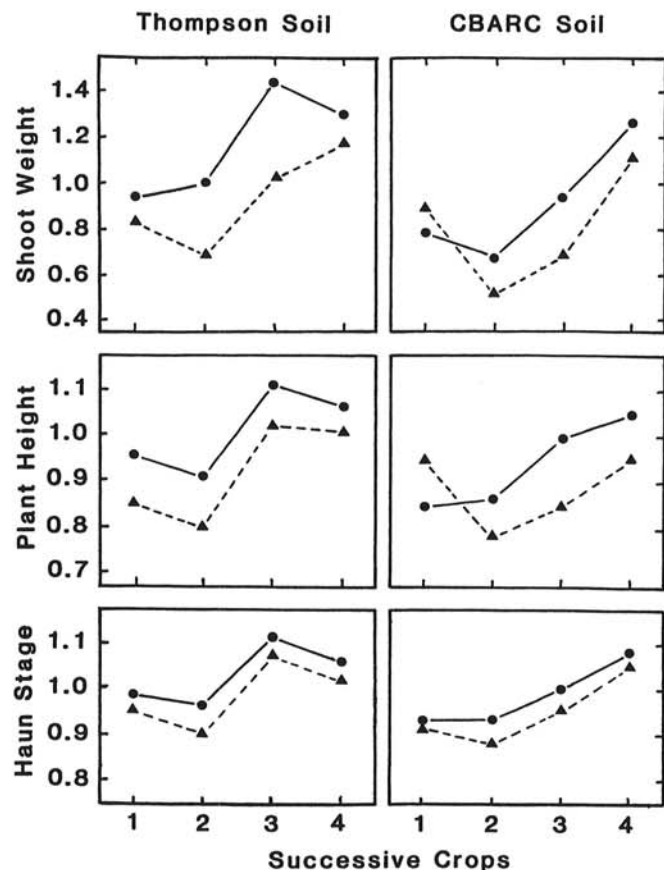 Thompson Soil
CBARC Soil
Shoot Weight
1.4
1.2
1.0
0.8
0.6
0.4
Plant Height
1.1
1.0
0.9
0.8
0.7
Haun Stage
1.1
1.0
0.9
0.8
1 2 3 4
1 2 3 4
Successive Crops